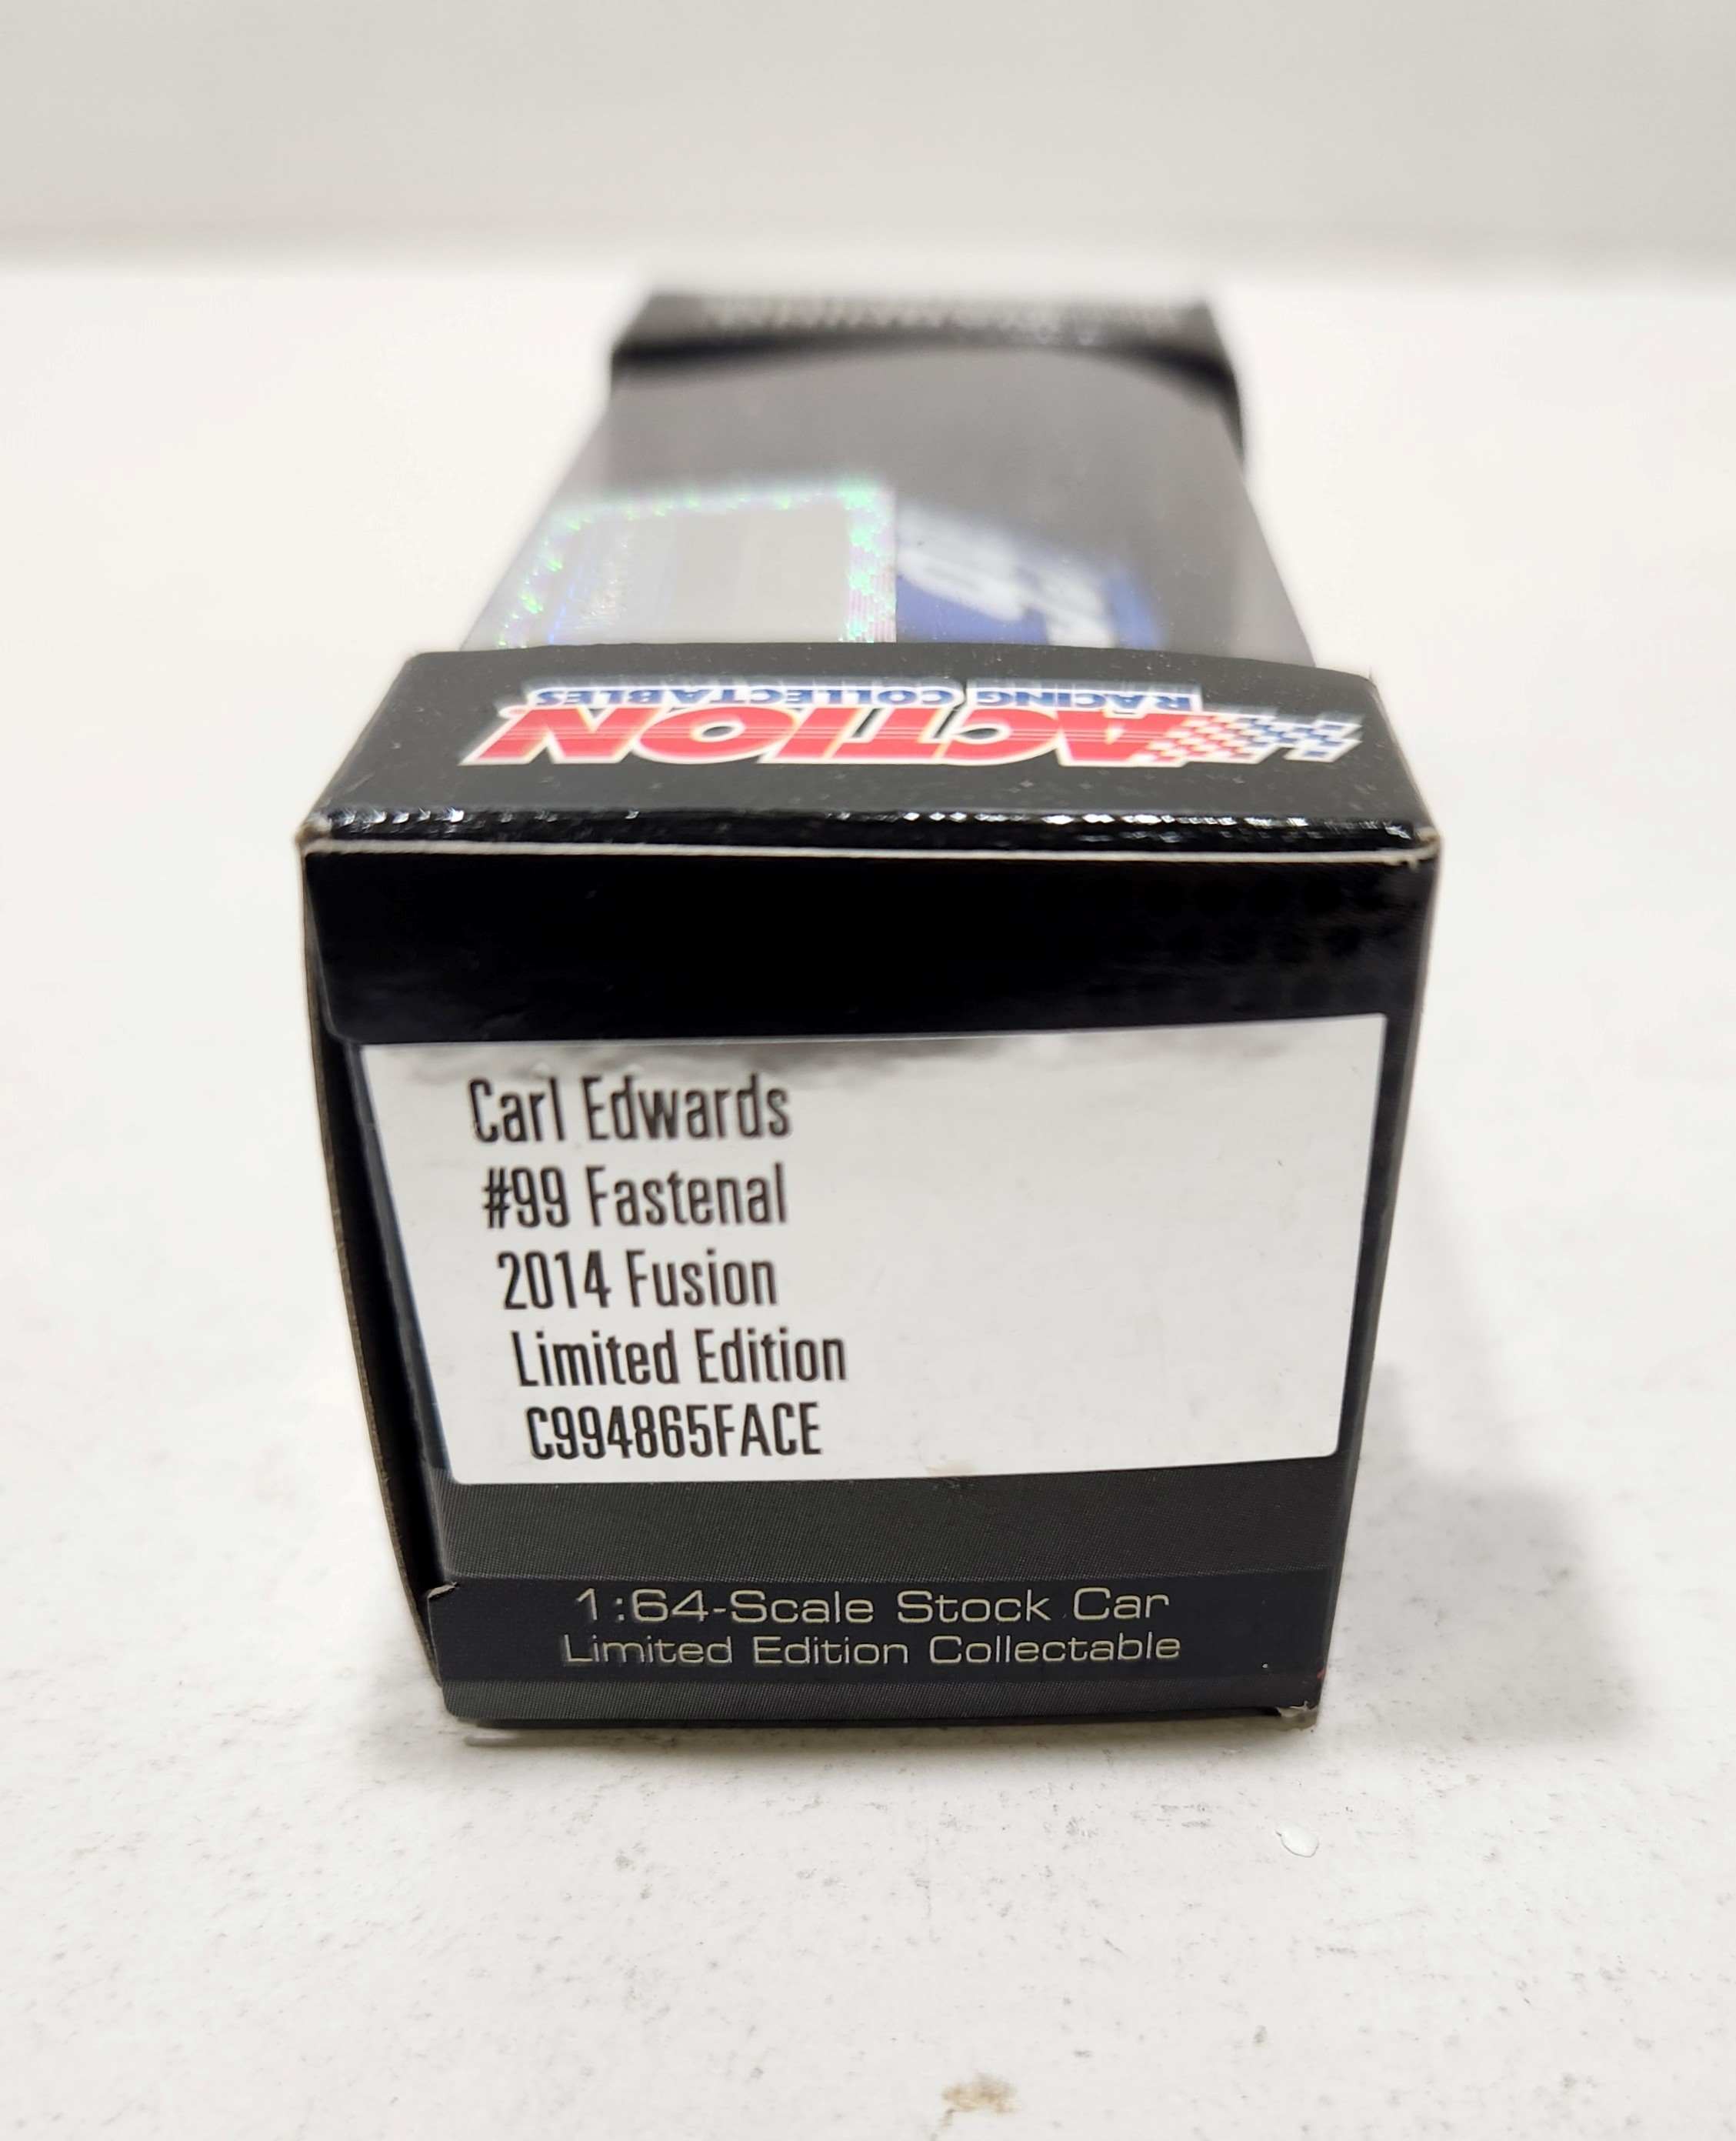 ACTION
RACING COLLECTABLES
Carl Edwards
#99 Fastenal
2014 Fusion
Limited Edition
C994865FACE
1:64-Scale Stock Car
Limited Edition Collectable